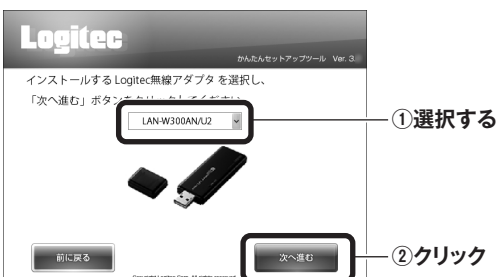 Logitec
かんたんセットアップツール Ver. 3.
インストールする Logitec無線アダプタ を選択し、
「次へ進む」ボタンをクリックしてください
LAN-W300AN/U2
①選択する
前に戻る
次へ進む
②クリック